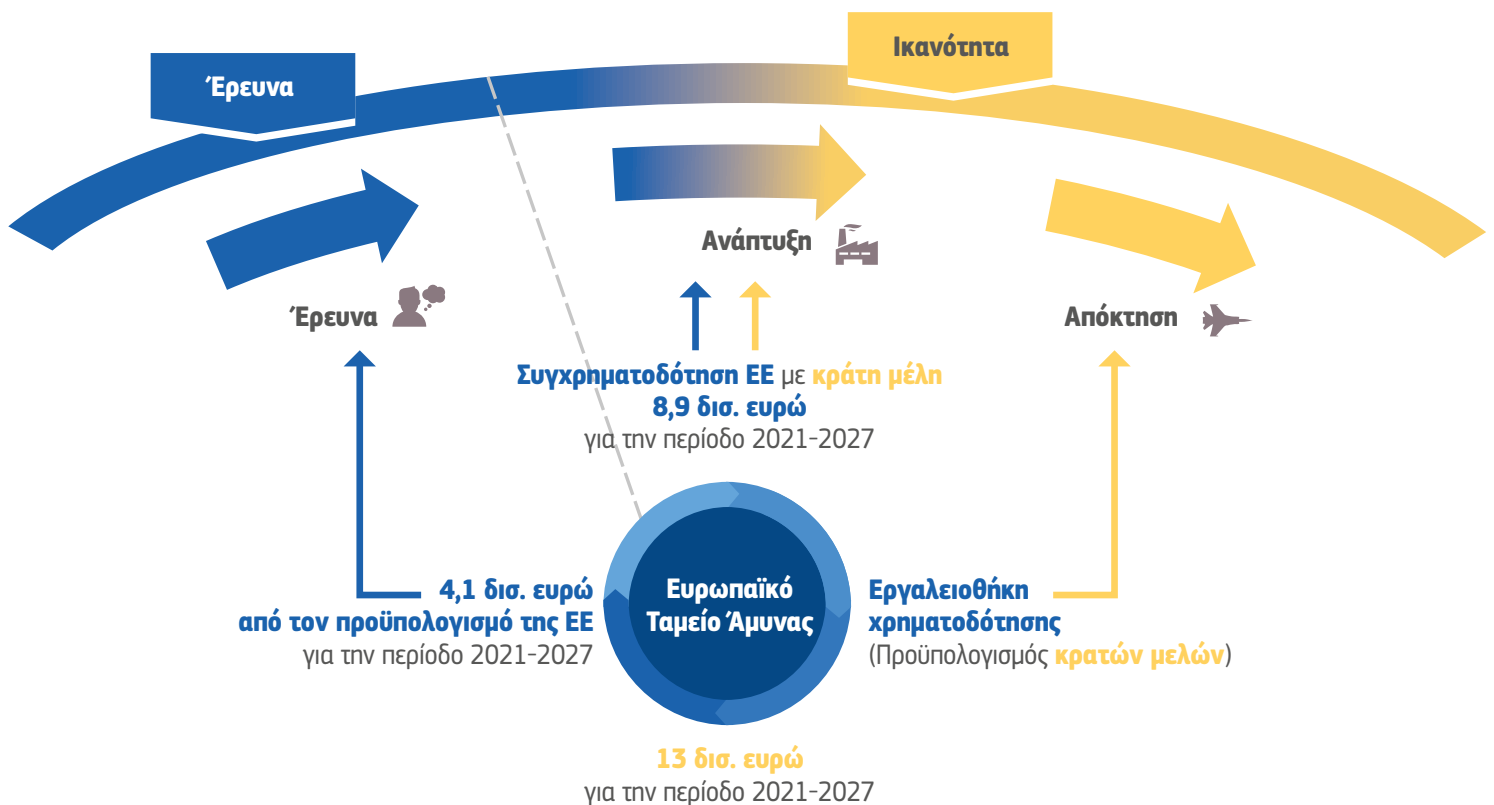 Έρευνα
Ικανότητα
Έρευνα
Ανάπτυξη
Απόκτηση
Συγχρηματοδότηση ΕΕ με κράτη μέλη
8,9 δισ. ευρώ
για την περίοδο 2021-2027
4,1 δισ. ευρώ
από τον προϋπολογισμό της ΕΕ
για την περίοδο 2021-2027
Ευρωπαϊκό
Ταμείο Άμυνας
Εργαλειοθήκη
χρηματοδότησης
(Προϋπολογισμός κρατών μελών)
13 δισ. ευρώ
για την περίοδο 2021-2027